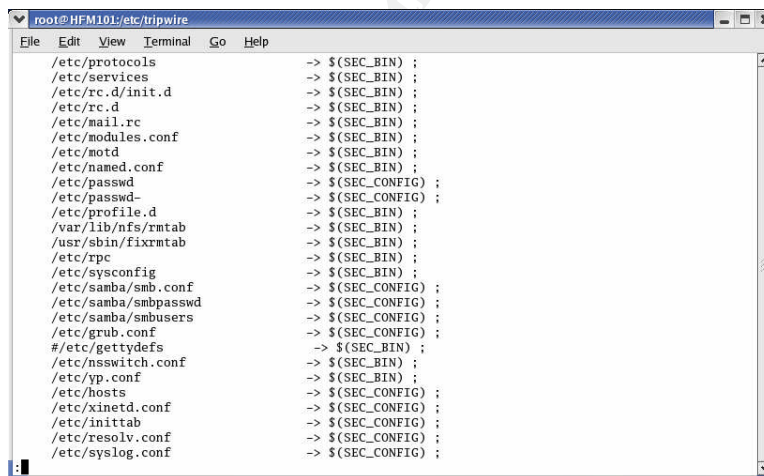 root@HFM101:/etc/tripwire
File Edit View Terminal Go Help
/etc/protocols -> $(SEC_BIN) ;
/etc/services -> $(SEC_BIN) ;
/etc/rc.d/init.d -> $(SEC_BIN) ;
/etc/rc.d -> $(SEC_BIN) ;
/etc/mail.rc -> $(SEC_BIN) ;
/etc/modules.conf -> $(SEC_BIN) ;
/etc/motd -> $(SEC_BIN) ;
/etc/named.conf -> $(SEC_BIN) ;
/etc/passwd -> $(SEC_CONFIG) ;
/etc/passwd- -> $(SEC_CONFIG) ;
/etc/profile.d -> $(SEC_BIN) ;
/var/lib/nfs/rmtab -> $(SEC_BIN) ;
/usr/sbin/fixrmtab -> $(SEC_BIN) ;
/etc/rpc -> $(SEC_BIN) ;
/etc/sysconfig -> $(SEC_BIN) ;
/etc/samba/smb.conf -> $(SEC_CONFIG) ;
/etc/samba/smbpasswd -> $(SEC_CONFIG) ;
/etc/samba/smbusers -> $(SEC_CONFIG) ;
/etc/grub.conf -> $(SEC_CONFIG) ;
#/etc/gettydefs -> $(SEC_BIN) ;
/etc/nsswitch.conf -> $(SEC_BIN) ;
/etc/yp.conf -> $(SEC_BIN) ;
/etc/hosts -> $(SEC_CONFIG) ;
/etc/xinetd.conf -> $(SEC_CONFIG) ;
/etc/inittab -> $(SEC_CONFIG) ;
/etc/resolv.conf -> $(SEC_CONFIG) ;
/etc/syslog.conf -> $(SEC_CONFIG) ;
: